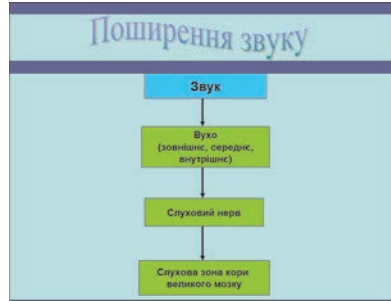 Поширення звуку
Звук
Вухо
(зовнішнє, середнє,
внутрішнє)
Слуховий нерв
Слухова зона кори
великого мозку